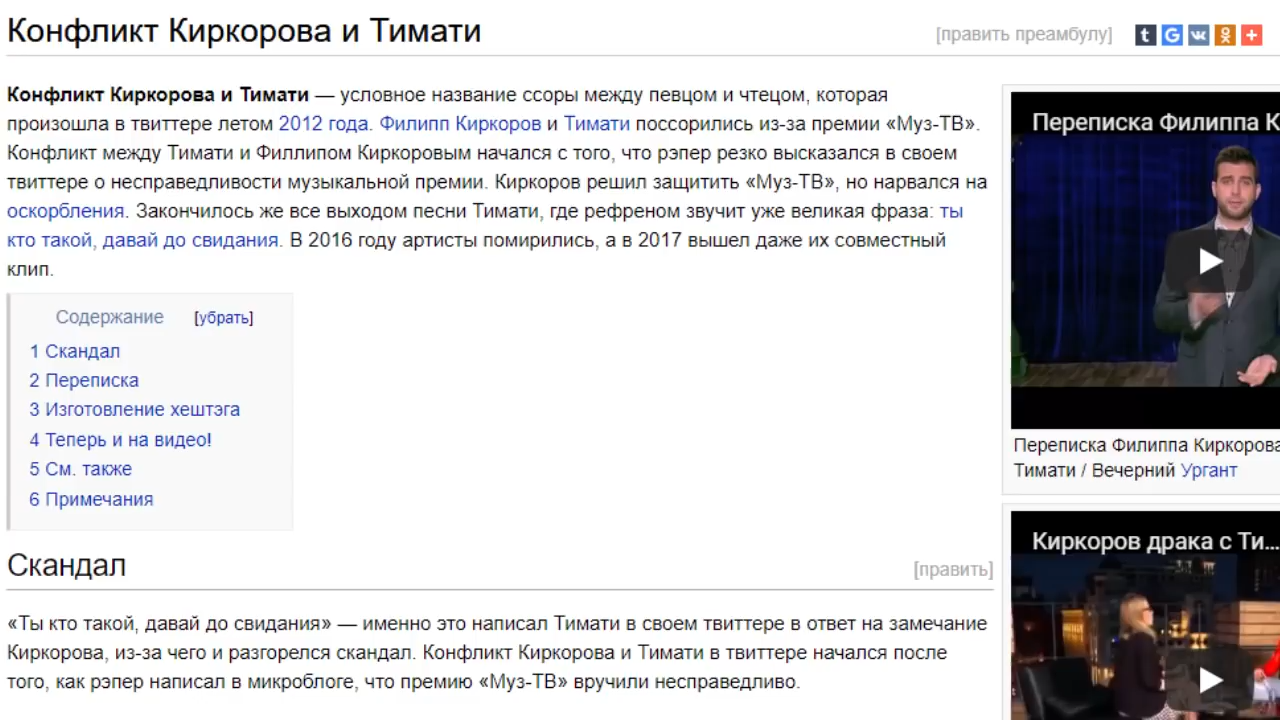 Конфликт Киркорова и Тимати
[править преамбулу]
Конфликт Киркорова и Тимати — условное название ссоры между певцом и чтецом, которая
произошла в твиттере летом 2012 года. Филипп Киркоров и Тимати поссорились из-за премии «Муз-ТВ».
Конфликт между Тимати и Филлипом Киркоровым начался с того, что рэпер резко высказался в своем
твиттере о несправедливости музыкальной премии. Киркоров решил защитить «Муз-ТВ», но нарвался на
оскорбления. Закончилось же все выходом песни Тимати, где рефреном звучит уже великая фраза: ты
кто такой, давай до свидания. В 2016 году артисты помирились, а в 2017 вышел даже их совместный
клип.
Содержание [убрать]
1 Скандал
2 Переписка
3 Изготовление хештэга
4 Теперь и на видео!
5 См. также
6 Примечания
Скандал
[править]
«Ты кто такой, давай до свидания» — именно это написал Тимати в своем твиттере в ответ на замечание
Киркорова, из-за чего и разгорелся скандал. Конфликт Киркорова и Тимати в твиттере начался после
того, как рэпер написал в микроблоге, что премию «Муз-ТВ» вручили несправедливо.
Переписка Филиппа К
Переписка Филиппа Киркорова
Тимати / Вечерний Ургант
Киркоров драка с Ти...